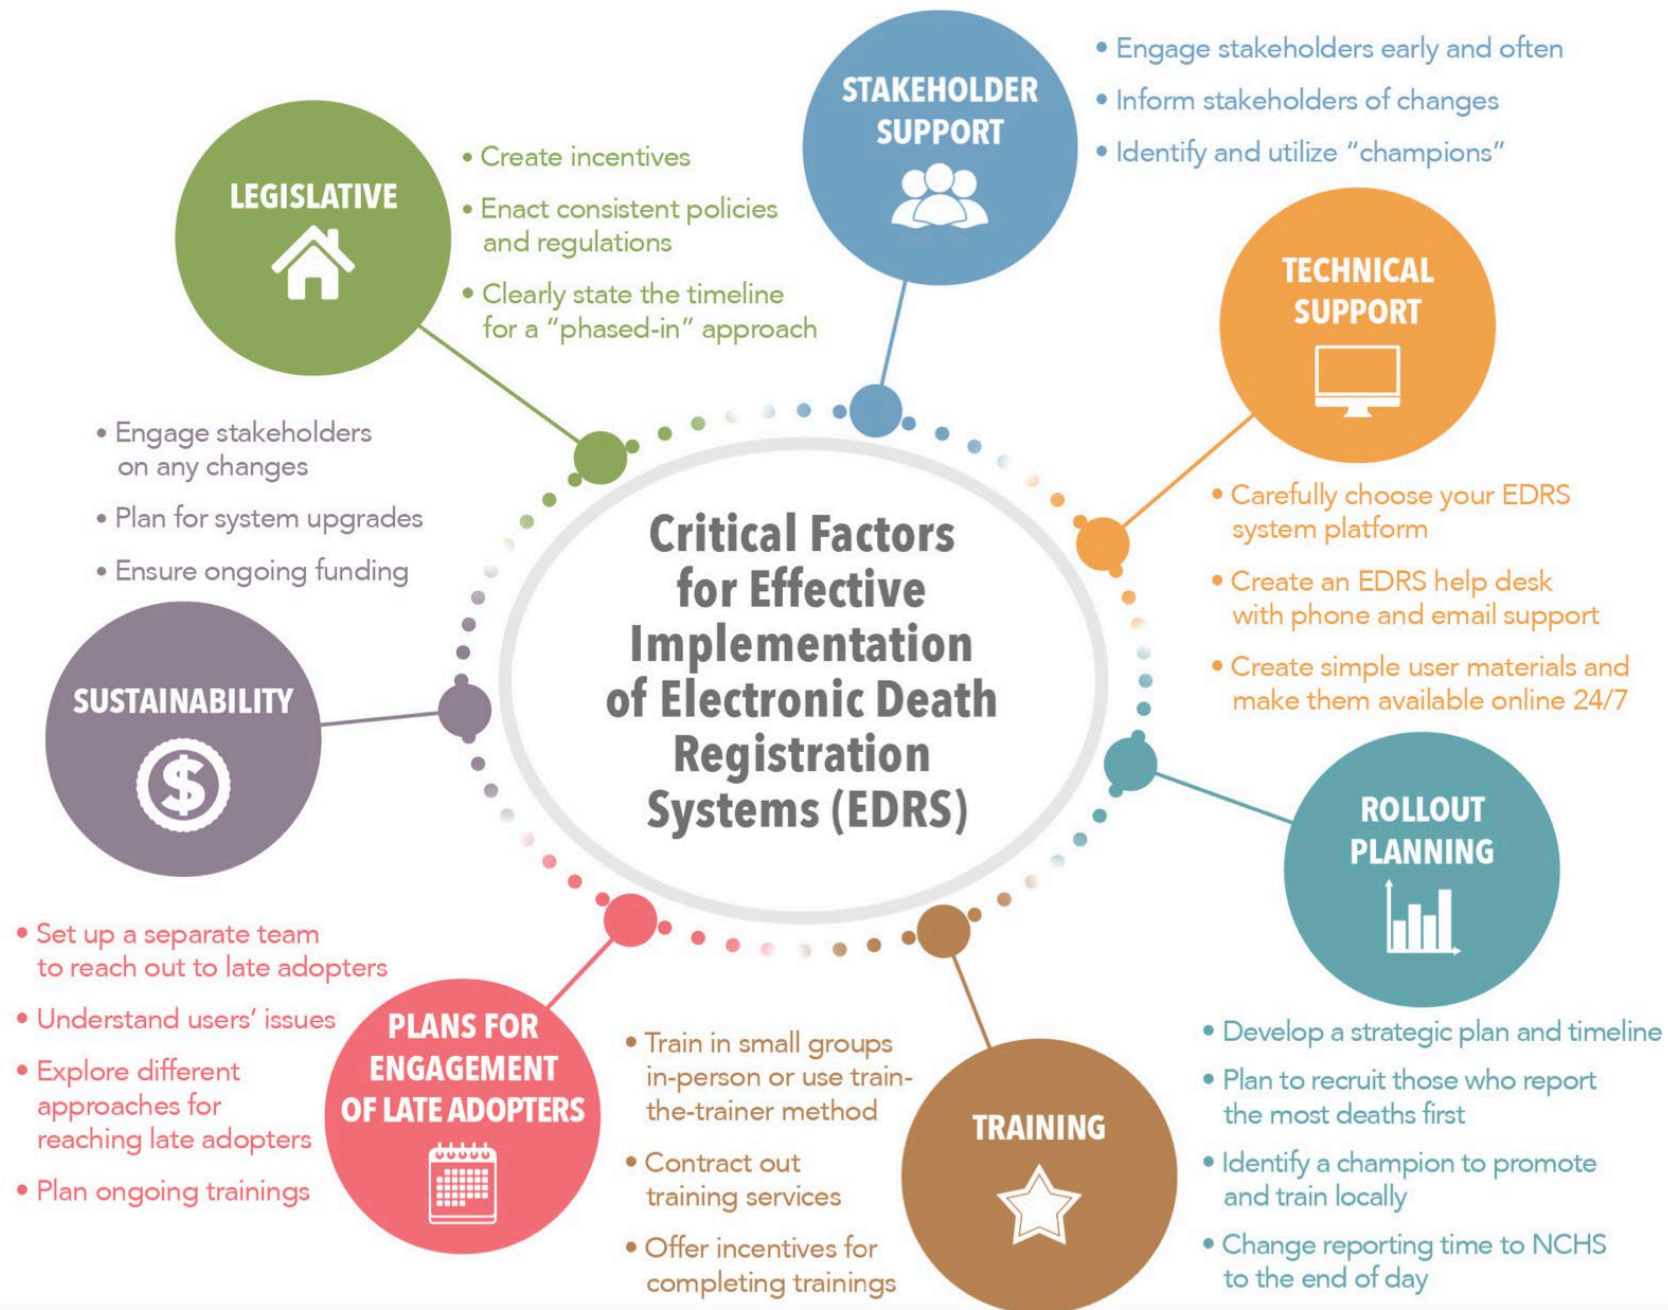 STAKEHOLDER
SUPPORT
• Engage stakeholders early and often
• Inform stakeholders of changes
• Identify and utilize “champions”
LEGISLATIVE
• Create incentives
• Enact consistent policies
and regulations
• Clearly state the timeline
for a “phased-in” approach
TECHNICAL
SUPPORT
• Carefully choose your EDRS
system platform
• Create an EDRS help desk
with phone and email support
• Create simple user materials and
make them available online 24/7
• Engage stakeholders
on any changes
• Plan for system upgrades
• Ensure ongoing funding
SUSTAINABILITY
$
Critical Factors
for Effective
Implementation
of Electronic Death
Registration
Systems (EDRS)
ROLLOUT
PLANNING
• Develop a strategic plan and timeline
• Plan to recruit those who report
the most deaths first
• Identify a champion to promote
and train locally
• Change reporting time to NCHS
to the end of day
• Set up a separate team
to reach out to late adopters
• Understand users’ issues
• Explore different
approaches for
reaching late adopters
• Plan ongoing trainings
PLANS FOR
ENGAGEMENT
OF LATE ADOPTERS
• Train in small groups
in-person or use train-
the-trainer method
• Contract out
training services
• Offer incentives for
completing trainings
TRAINING